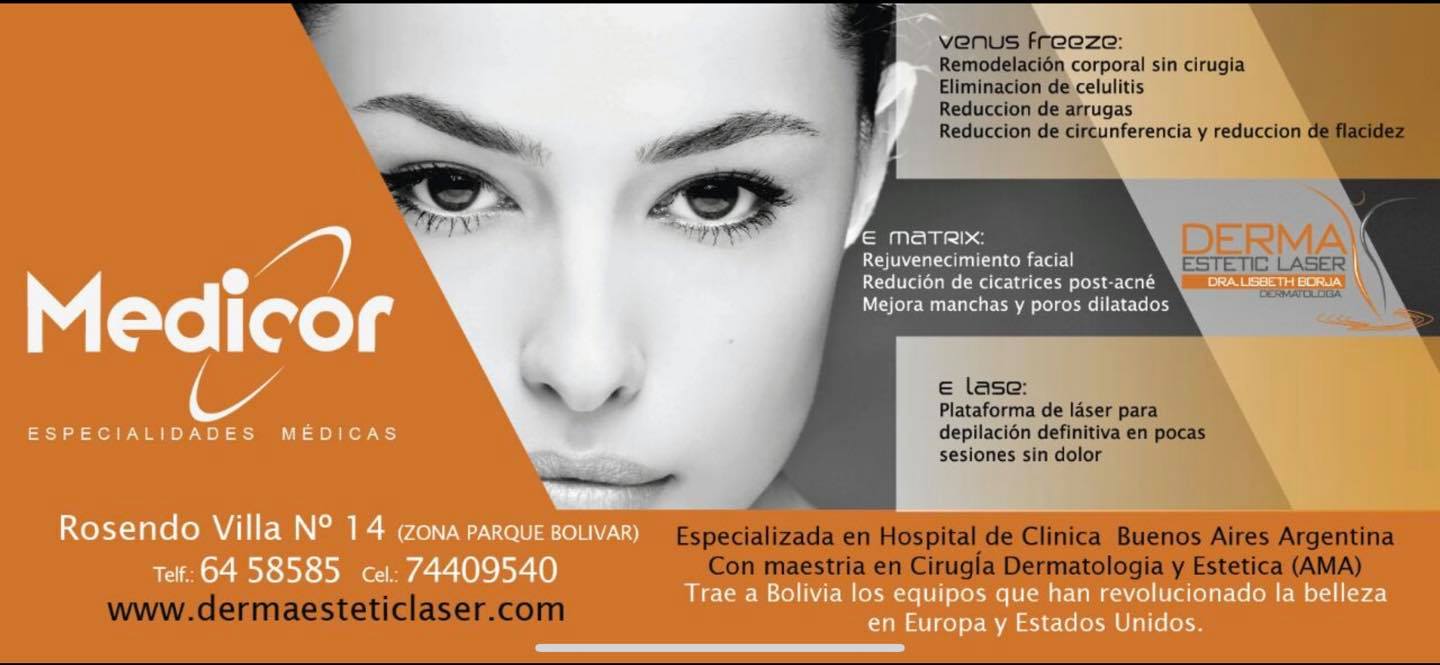 Medicor
ESPECIALIDADES MÉDICAS
Rosendo Villa Nº 14 (ZONA PARQUE BOLIVAR)
Telf.: 64 58585 Cel.: 74409540
www.dermaesteticlaser.com
venus freeze:
Remodelación corporal sin cirugia
Eliminacion de celulitis
Reduccion de arrugas
Reduccion de circunferencia y reduccion de flacidez
E MATRIX:
Rejuvenecimiento facial
Redución de cicatrices post-acné
Mejora manchas y poros dilatados
DERMA
ESTETIC LASER
DRA. LISBETH BORJA
DERMATOLOGA
E lase:
Plataforma de láser para
depilación definitiva en pocas
sesiones sin dolor
Especializada en Hospital de Clinica Buenos Aires Argentina
Con maestria en CirugÍa Dermatologia y Estetica (AMA)
Trae a Bolivia los equipos que han revolucionado la belleza
en Europa y Estados Unidos.